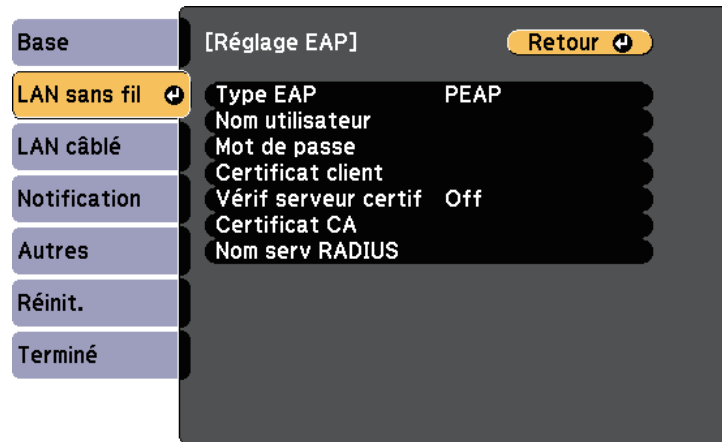 Base
LAN sans fil
LAN câblé
Notification
Autres
Réinit.
Terminé
[Réglage EAP] Retour
Type EAP PEAP
Nom utilisateur
Mot de passe
Certificat client
Vérif serveur certif Off
Certificat CA
Nom serv RADIUS